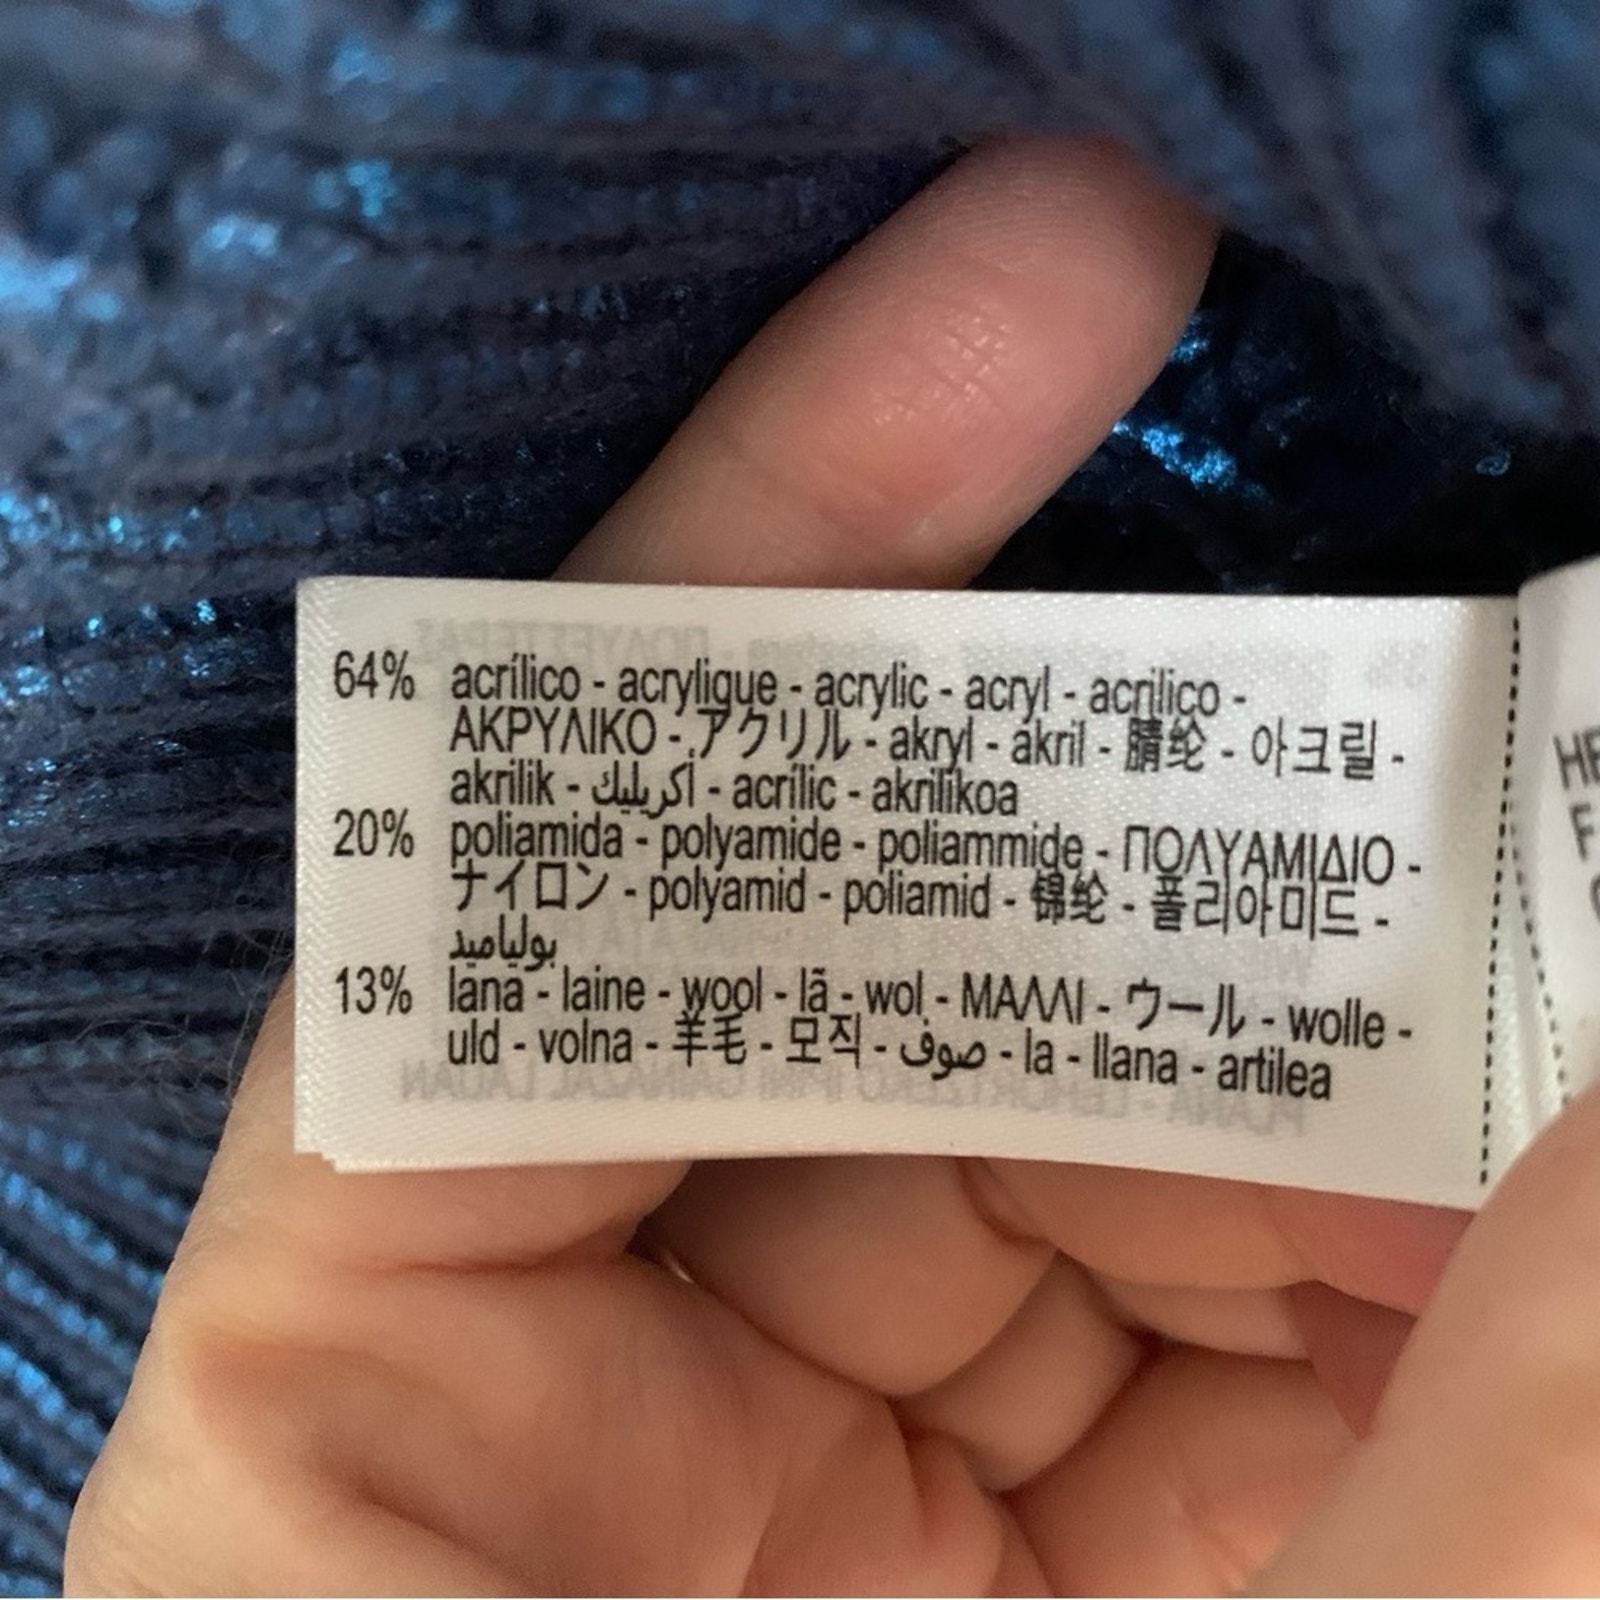 64% acrílico - acrylique - acrylic - acryl - acrilico -
ΑΚΡΥΛΙΚΟ - アクリル - akryl - akril - 腈纶 - 아크릴 -
akrilik - اكريليك - acrílic - akrilikoa
20% poliamida - polyamide - poliammide - ΠΟΛΥΑΜΙΔΙΟ -
ナイロン - polyamid - poliamid - 锦纶 - 폴리아미드 -
بولياميد
13% lana - laine - wool - lã - wol - ΜΑΛΛΙ - ウール - wolle -
uld - volna - 羊毛 - 모직 - صوف - la - llana - artilea